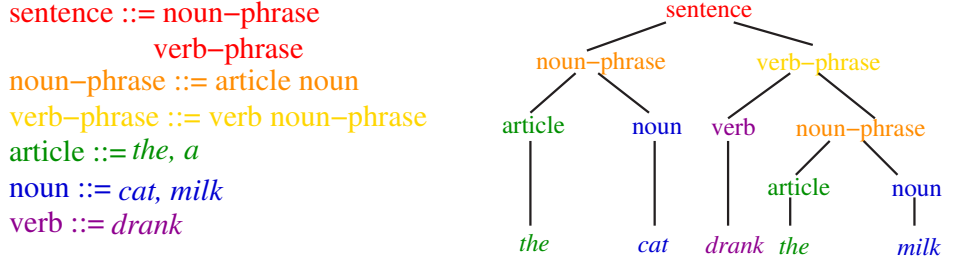 sentence ::= noun−phrase
verb−phrase
noun−phrase ::= article noun
verb−phrase ::= verb noun−phrase
article ::= the, a
noun ::= cat, milk
verb ::= drank
sentence
noun−phrase verb−phrase
article noun verb noun−phrase
article noun
the cat drank the milk